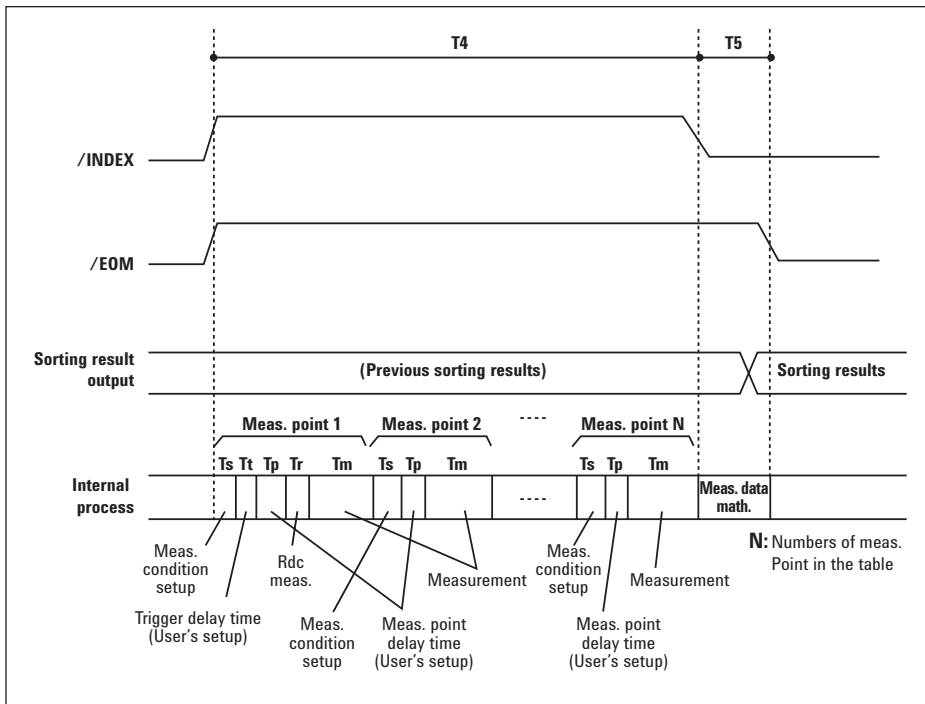 T4 T5
/INDEX
/EOM
Sorting result
output
(Previous sorting results)
Sorting results
Meas. point 1 Meas. point 2 ---- Meas. point N
Ts Tt Tp Tr Tm Ts Tp Tm Ts Tp Tm
Internal
process
----
Meas. data
math.
N: Numbers of meas.
Point in the table
Meas.
condition
setup
Rdc
meas.
Measurement
Meas.
condition
setup
Measurement
Trigger delay time
(User's setup)
Meas.
condition
setup
Meas. point
delay time
(User's setup)
Meas. point
delay time
(User's setup)